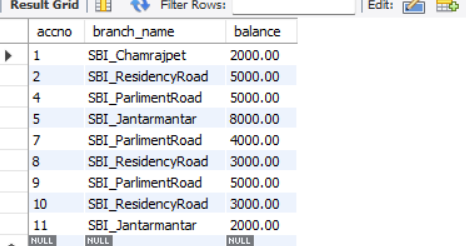 Result Grid Filter Rows: Edit:
accno branch_name balance
1 SBI_Chamrajpet 2000.00
2 SBI_ResidencyRoad 5000.00
4 SBI_ParlimentRoad 5000.00
5 SBI_Jantarmantar 8000.00
7 SBI_ParlimentRoad 4000.00
8 SBI_ResidencyRoad 3000.00
9 SBI_ParlimentRoad 5000.00
10 SBI_ResidencyRoad 3000.00
11 SBI_Jantarmantar 2000.00
NULL NULL NULL